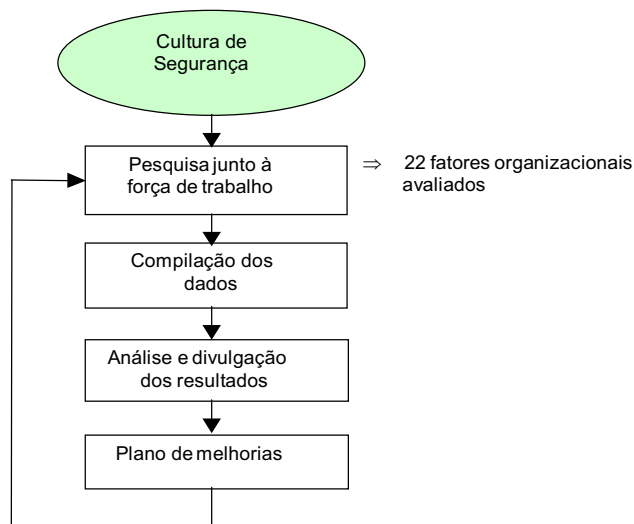 Cultura de
Segurança
Pesquisa junto à
força de trabalho
⇒ 22 fatores organizacionais
avaliados
Compilação dos
dados
Análise e divulgação
dos resultados
Plano de melhorias